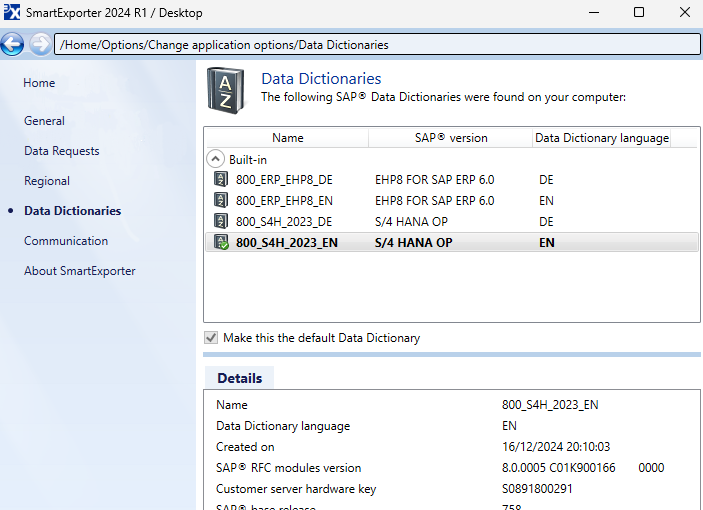 SmartExporter 2024 R1 / Desktop
/Home/Options/Change application options/Data Dictionaries
Home
General
Data Requests
Regional
Data Dictionaries
Communication
About SmartExporter
Data Dictionaries
The following SAP® Data Dictionaries were found on your computer:
Name SAP® version Data Dictionary language
Built-in
800_ERP_EHP8_DE EHP8 FOR SAP ERP 6.0 DE
800_ERP_EHP8_EN EHP8 FOR SAP ERP 6.0 EN
800_S4H_2023_DE S/4 HANA OP DE
800_S4H_2023_EN S/4 HANA OP EN
Make this the default Data Dictionary
Details
Name 800_S4H_2023_EN
Data Dictionary language EN
Created on 16/12/2024 20:10:03
SAP® RFC modules version 8.0.0005 C01K900166 0000
Customer server hardware key S0891800291
SAP® base release 758